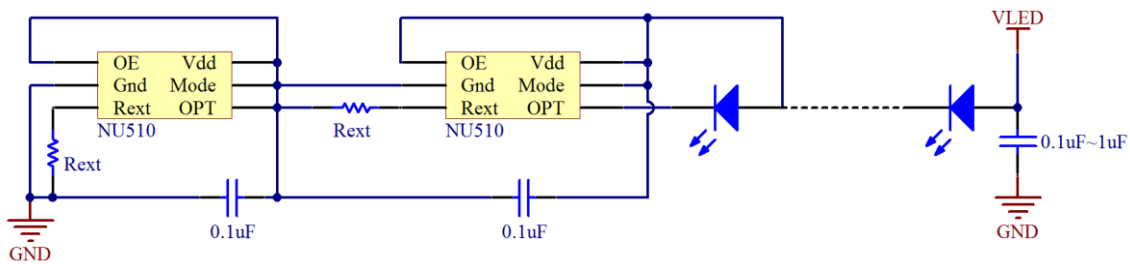 VLED
OE Vdd
Gnd Mode
Rext OPT
NU510
Rext
OE Vdd
Gnd Mode
Rext OPT
NU510
Rext
0.1uF
0.1uF
0.1uF~1uF
GND
GND